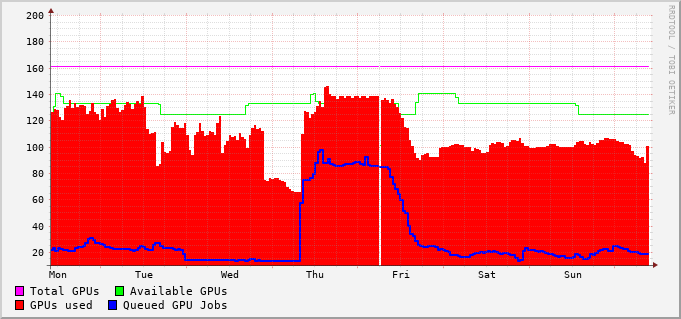 200
180
160
140
120
100
80
60
40
20
Mon Tue Wed Thu Fri Sat Sun
Total GPUs Available GPUs
GPUs used Queued GPU Jobs
RRDTOOL / TOBI OETIKER